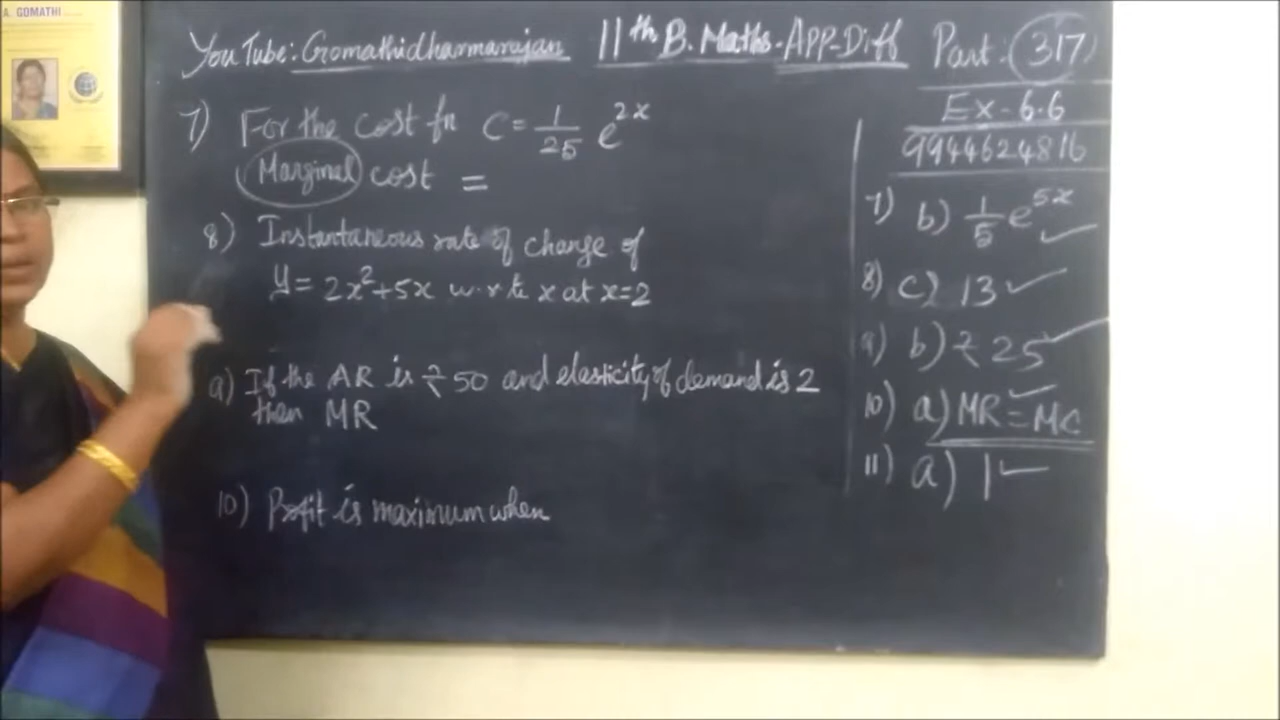 A. GOMATHI
YouTube: Gomathidharmarajan 11th B. Maths-App-Diff Part: 317
Ex-6.6
9944624816
7) For the cost fn C = 1/25 e^2x
Marginal cost =
8) Instantaneous rate of change of
y = 2x²+5x w.r.to x at x=2
9) If the AR is ₹50 and elasticity of demand is 2
then MR
10) Profit is maximum when
7) b) 1/5 e^5x ✓
8) c) 13 ✓
9) b) ₹25 ✓
10) a) MR = MC ✓
11) a) 1 ✓